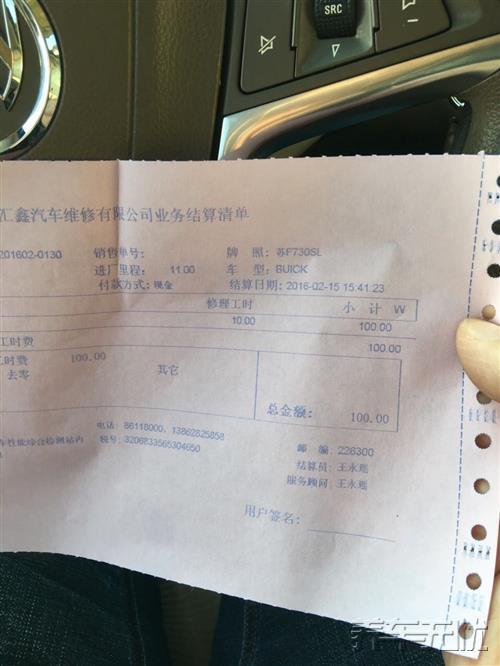 SRC
汇鑫汽车维修有限公司业务结算清单
201602-0130 销售单号: 牌 照: 苏F730SL
进厂里程: 11.00 车 型: BUICK
付款方式: 现金 结算日期: 2016-02-15 15:41:23
修理工时 小 计 W
10.00 100.00
工时费 100.00
工时费 100.00 其它
去零
总金额: 100.00
电话: 86118000、13862825858 邮 编: 226300
车性能综合检测站内 税号: 3206833565304650
结算员: 王永瑶
服务顾问: 王永瑶
用户签名:
养车无忧